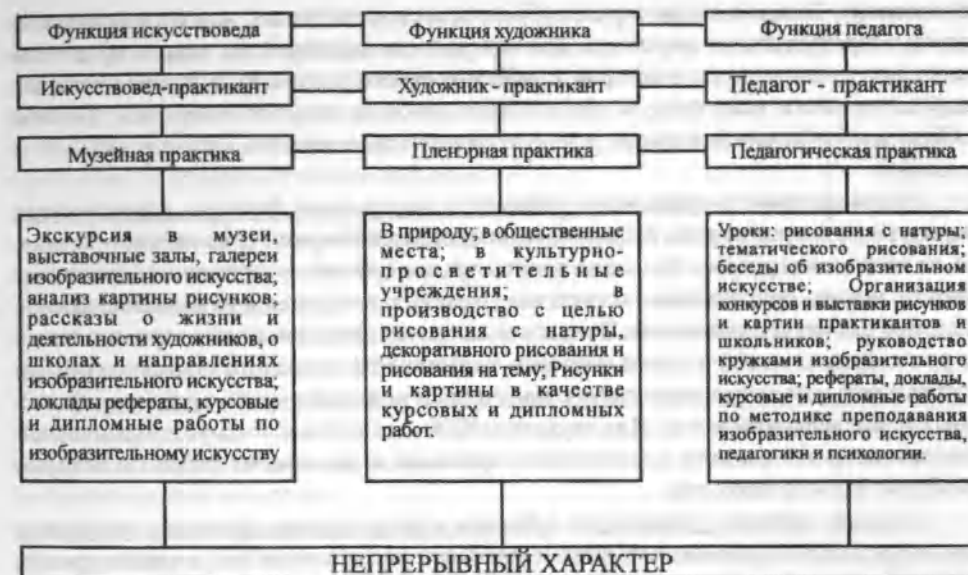 Функция искусствоведа
Функция художника
Функция педагога
Искусствовед-практикант
Художник - практикант
Педагог - практикант
Музейная практика
Пленэрная практика
Педагогическая практика
Экскурсия в музеи,
выставочные залы, галереи
изобразительного искусства;
анализ картины рисунков;
рассказы о жизни и
деятельности художников, о
школах и направлениях
изобразительного искусства;
доклады рефераты, курсовые
и дипломные работы по
изобразительному искусству
В природу; в общественные
места; в культурно-
просветительные
учреждения; в
производство с целью
рисования с натуры,
декоративного рисования и
рисования на тему; Рисунки
и картины в качестве
курсовых и дипломных
работ.
Уроки: рисования с натуры;
тематического рисования;
беседы об изобразительном
искусстве; Организация
конкурсов и выставки рисунков
и картин практикантов и
школьников; руководство
кружками изобразительного
искусства; рефераты, доклады,
курсовые и дипломные работы
по методике преподавания
изобразительного искусства,
педагогики и психологии.
НЕПРЕРЫВНЫЙ ХАРАКТЕР